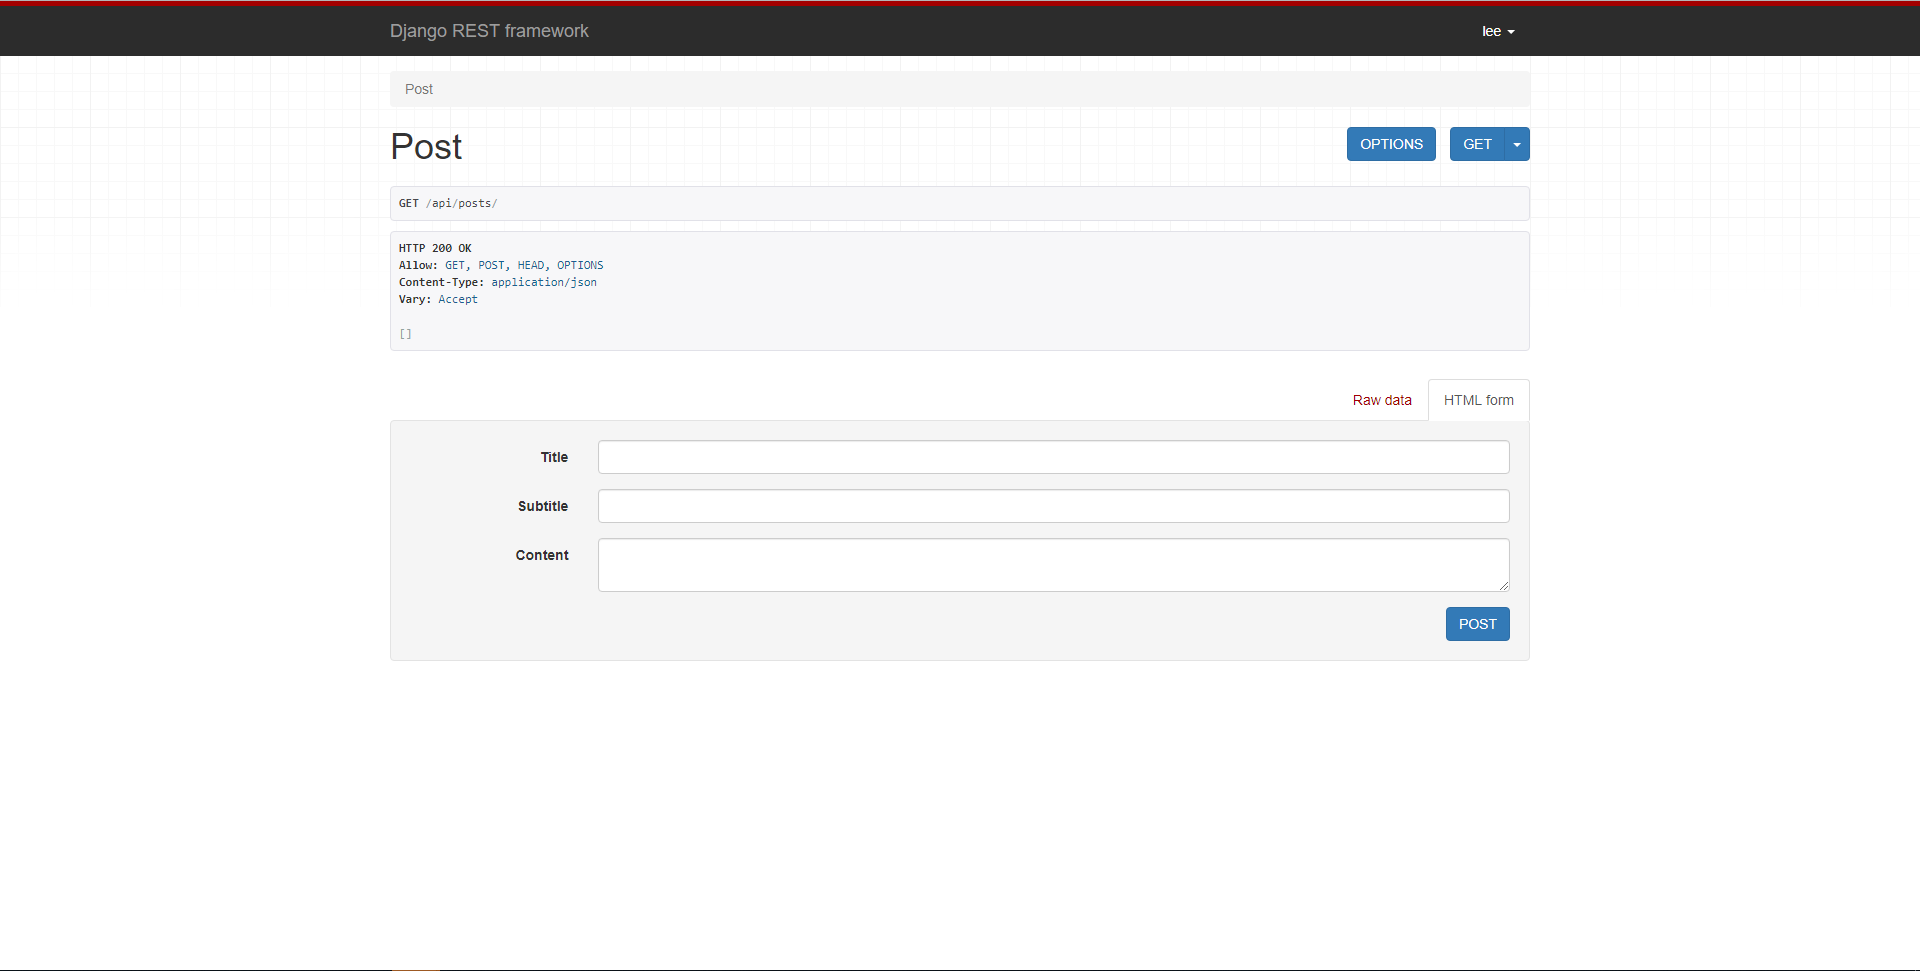 Django REST framework
lee
Post
Post
OPTIONS
GET
GET /api/posts/
HTTP 200 OK
Allow: GET, POST, HEAD, OPTIONS
Content-Type: application/json
Vary: Accept
[]
Raw data
HTML form
Title
Subtitle
Content
POST